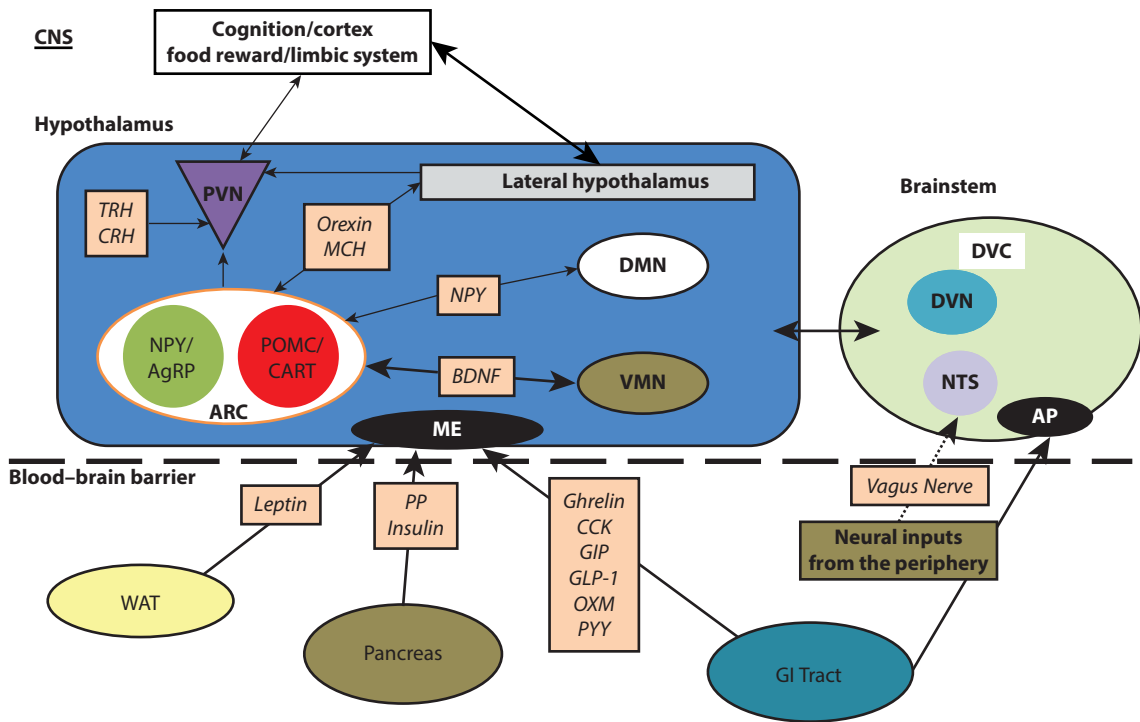 CNS
Cognition/cortex
food reward/limbic system
Hypothalamus
PVN
Lateral hypothalamus
TRH
CRH
Orexin
MCH
DMN
NPY
NPY/
AgRP
POMC/
CART
ARC
BDNF
VMN
ME
Brainstem
DVC
DVN
NTS
AP
Blood–brain barrier
Leptin
PP
Insulin
Ghrelin
CCK
GIP
GLP-1
OXM
PYY
Vagus Nerve
Neural inputs
from the periphery
WAT
Pancreas
GI Tract